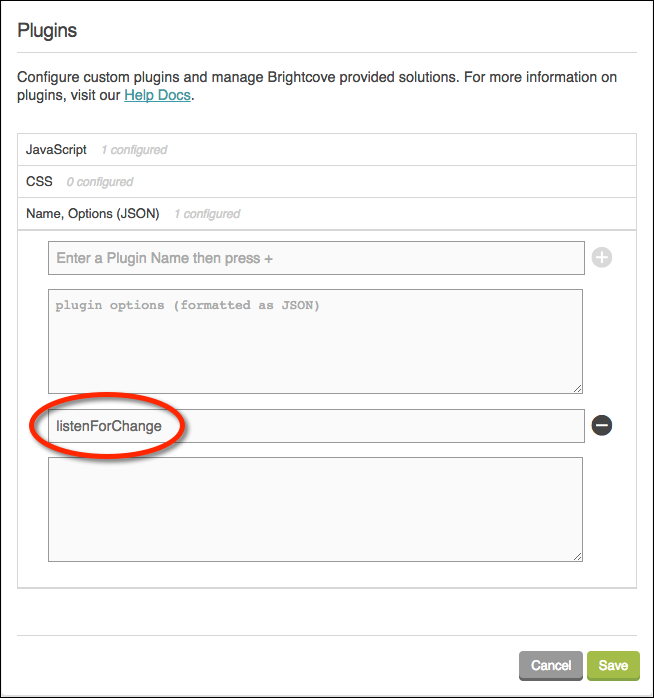 Plugins
Configure custom plugins and manage Brightcove provided solutions. For more information on
plugins, visit our Help Docs.
JavaScript 1 configured
CSS 0 configured
Name, Options (JSON) 1 configured
Enter a Plugin Name then press +
plugin options (formatted as JSON)
listenForChange
Cancel Save